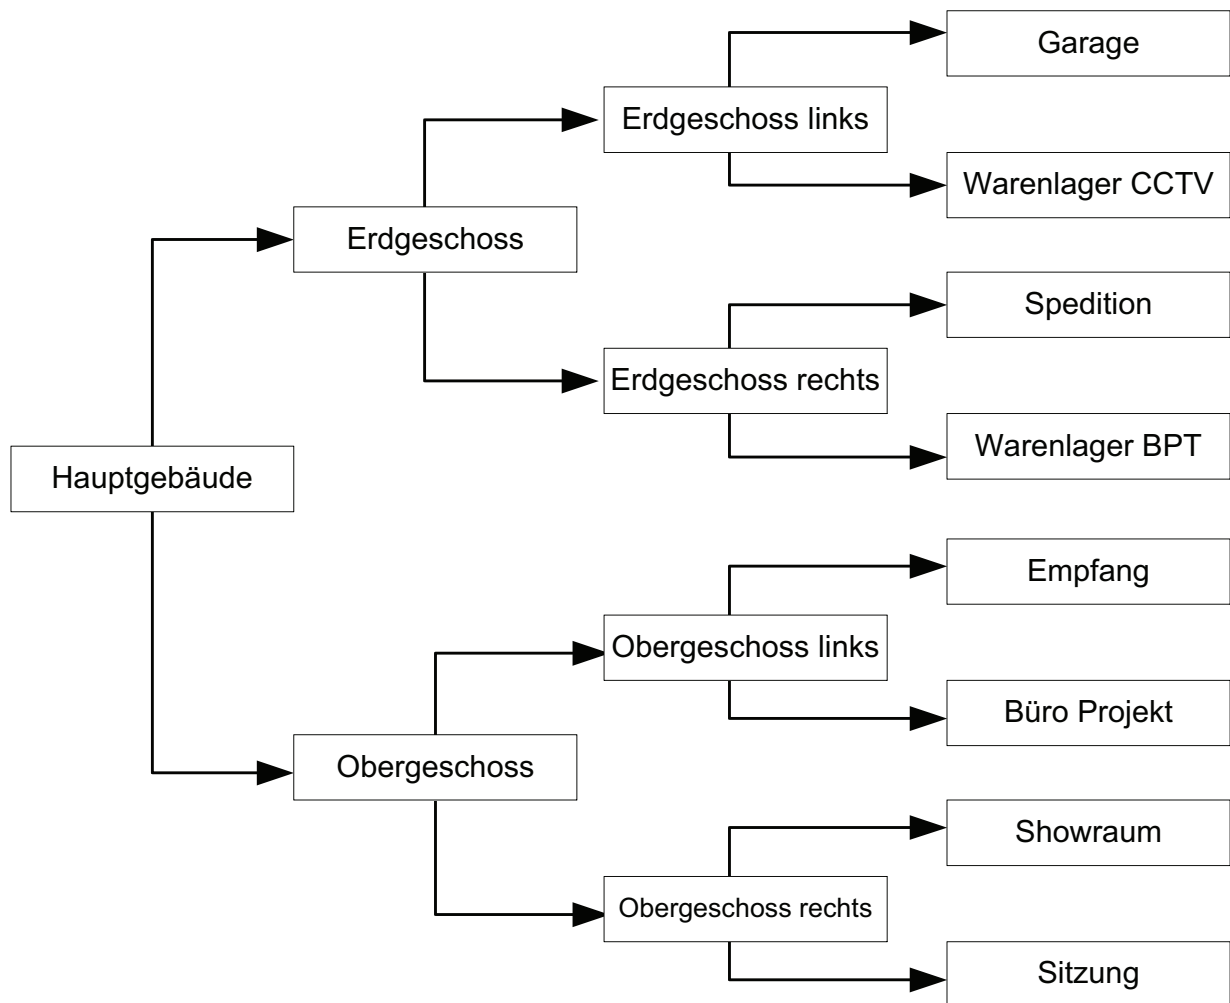 Garage
Erdgeschoss links
Warenlager CCTV
Erdgeschoss
Spedition
Erdgeschoss rechts
Warenlager BPT
Hauptgebäude
Empfang
Obergeschoss links
Büro Projekt
Obergeschoss
Showraum
Obergeschoss rechts
Sitzung